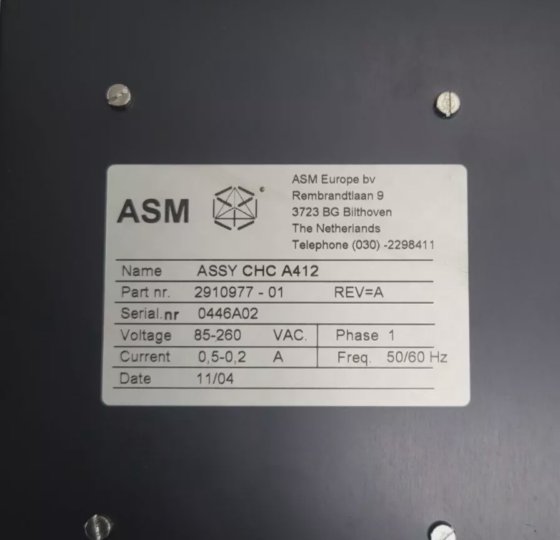 ASM
ASM Europe bv
Rembrandtlaan 9
3723 BG Bilthoven
The Netherlands
Telephone (030) -2298411
Name ASSY CHC A412
Part nr. 2910977 - 01 REV=A
Serial.nr 0446A02
Voltage 85-260 VAC. Phase 1
Current 0,5-0,2 A Freq. 50/60 Hz
Date 11/04